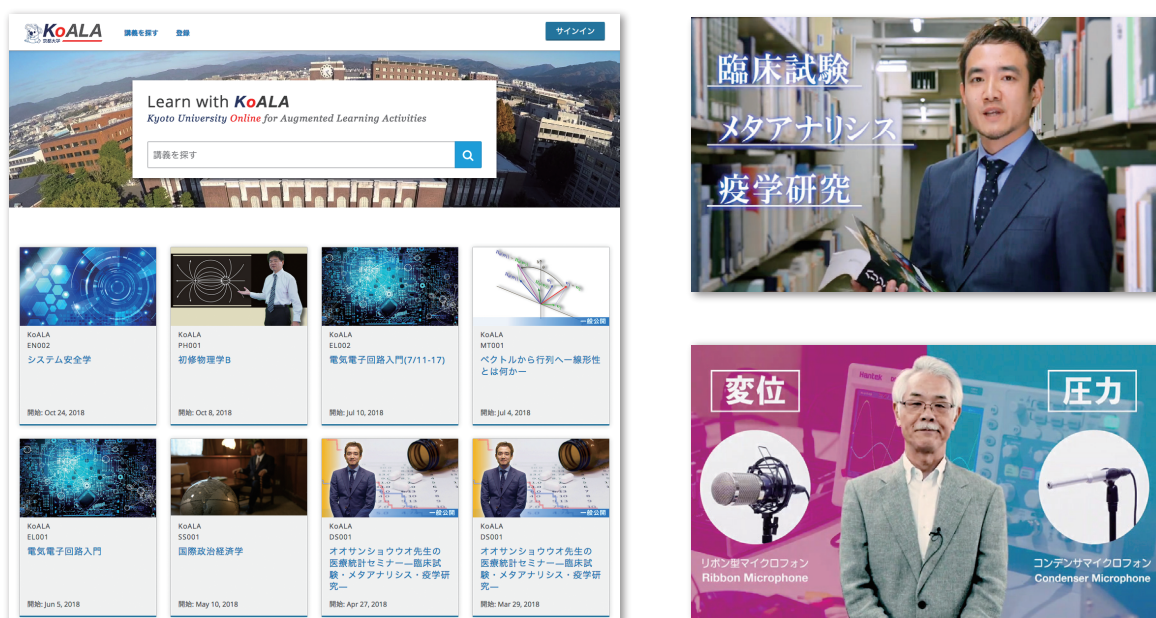 KoALA
京都大学
講義を探す 登録
サインイン
Learn with KoALA
Kyoto University Online for Augmented Learning Activities
講義を探す
KoALA
EN002
システム安全学
開始: Oct 24, 2018
KoALA
PH001
初修物理学B
開始: Oct 8, 2018
KoALA
EL002
電気電子回路入門(7/11-17)
開始: Jul 10, 2018
一般公開
KoALA
MT001
ベクトルから行列へー線形性
とは何かー
開始: Jul 4, 2018
KoALA
EL001
電気電子回路入門
開始: Jun 5, 2018
KoALA
SS001
国際政治経済学
開始: May 10, 2018
一般公開
KoALA
DS001
オオサンショウウオ先生の
医療統計セミナー—臨床試
験・メタアナリシス・疫学研
究—
開始: Apr 27, 2018
一般公開
KoALA
DS001
オオサンショウウオ先生の
医療統計セミナー—臨床試
験・メタアナリシス・疫学研
究—
開始: Mar 29, 2018
臨床試験
メタアナリシス
疫学研究
変位
圧力
Hantek
リボン型マイクロフォン
Ribbon Microphone
コンデンサマイクロフォン
Condenser Microphone